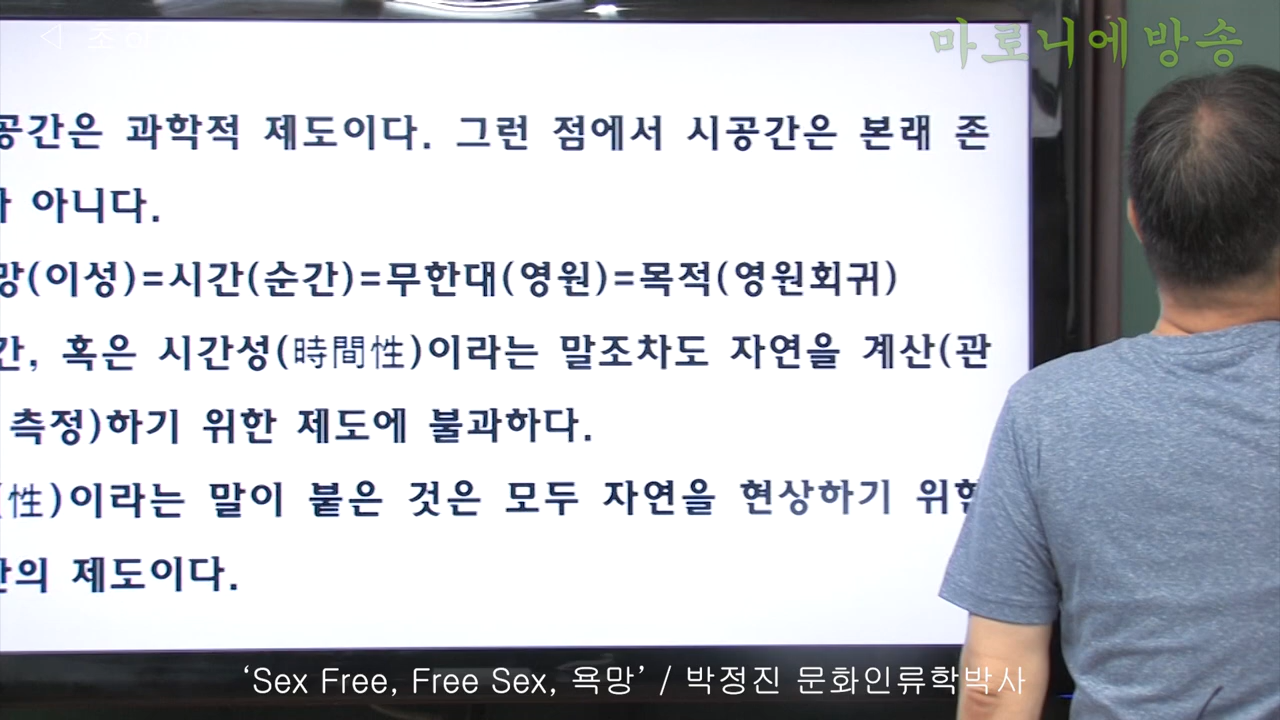 마로니에방송
공간은 과학적 제도이다. 그런 점에서 시공간은 본래 존
아니다.
망(이성)=시간(순간)=무한대(영원)=목적(영원회귀)
간, 혹은 시간성(時間性)이라는 말조차도 자연을 계산(관
측정)하기 위한 제도에 불과하다.
(性)이라는 말이 붙은 것은 모두 자연을 현상하기 위한
의 제도이다.
‘Sex Free, Free Sex, 욕망’ / 박정진 문화인류학박사